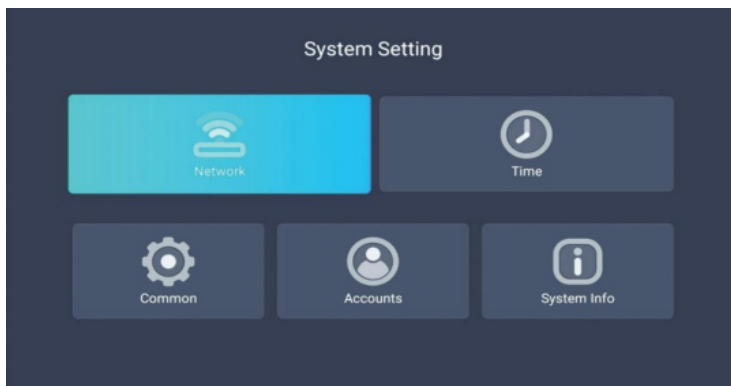 System Setting
Network
Time
Common
Accounts
System Info